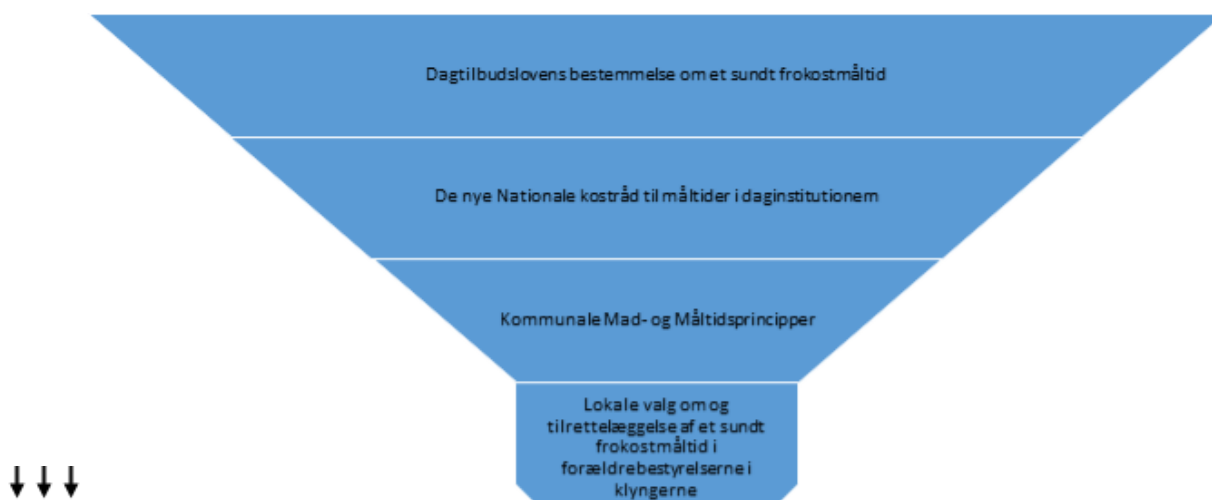 Dagtilbudslovens bestemmelse om et sundt frokostmåltid
De nye Nationale kostråd til måltider i daginstitutionern
Kommunale Mad- og Måltidsprincipper
Lokale valg om og
tilrettelæggelse af et sundt
frokostmåltid i
forældrebestyrelserne i
klyngerne